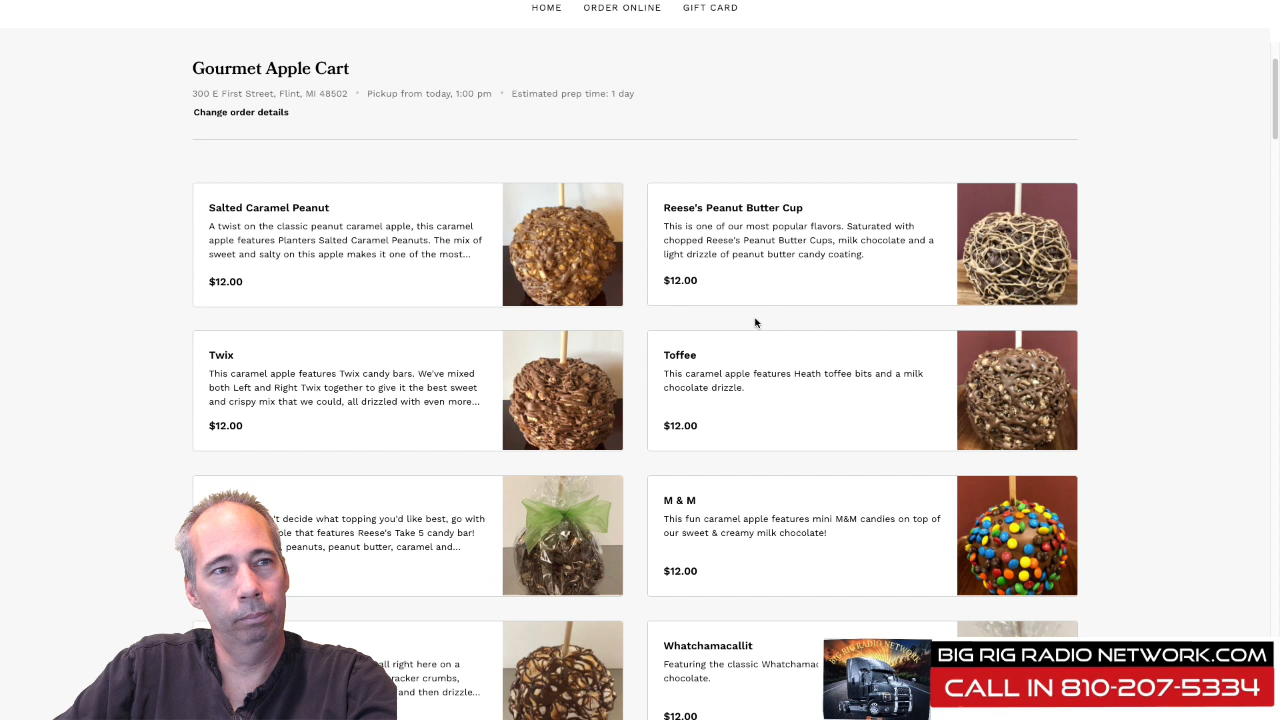 HOME ORDER ONLINE GIFT CARD
Gourmet Apple Cart
300 E First Street, Flint, MI 48502 • Pickup from today, 1:00 pm • Estimated prep time: 1 day
Change order details
Salted Caramel Peanut
A twist on the classic peanut caramel apple, this caramel
apple features Planters Salted Caramel Peanuts. The mix of
sweet and salty on this apple makes it one of the most...
$12.00
Reese's Peanut Butter Cup
This is one of our most popular flavors. Saturated with
chopped Reese's Peanut Butter Cups, milk chocolate and a
light drizzle of peanut butter candy coating.
$12.00
Twix
This caramel apple features Twix candy bars. We've mixed
both Left and Right Twix together to give it the best sweet
and crispy mix that we could, all drizzled with even more...
$12.00
Toffee
This caramel apple features Heath toffee bits and a milk
chocolate drizzle.
$12.00
't decide what topping you'd like best, go with
ple that features Reese's Take 5 candy bar!
, peanuts, peanut butter, caramel and...
M & M
This fun caramel apple features mini M&M candies on top of
our sweet & creamy milk chocolate!
$12.00
all right here on a
racker crumbs,
and then drizzle...
Whatchamacallit
Featuring the classic Whatchamac
chocolate.
$12.00
BIG RIG RADIO NETWORK
BIG RIG RADIO NETWORK.COM
CALL IN 810-207-5334